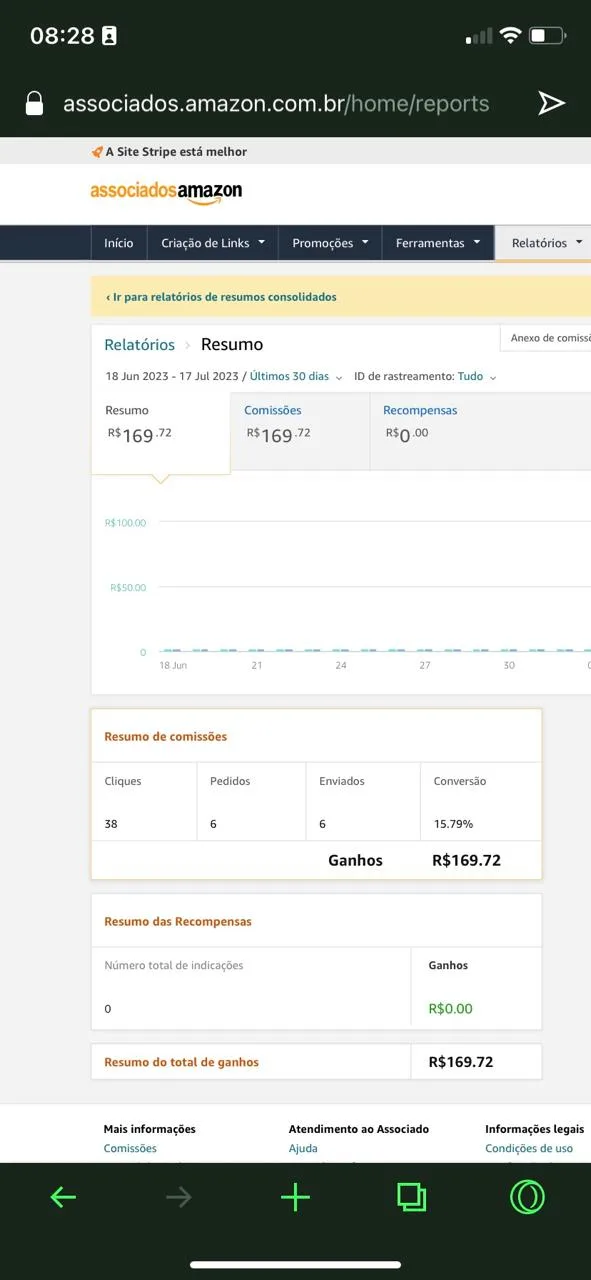 08:28
associados.amazon.com.br/home/reports
A Site Stripe está melhor
associadosamazon
Início Criação de Links Promoções Ferramentas Relatórios
‹ Ir para relatórios de resumos consolidados
Relatórios › Resumo
Anexo de comiss
18 Jun 2023 - 17 Jul 2023 / Últimos 30 dias ID de rastreamento: Tudo
Resumo Comissões Recompensas
R$169.72 R$169.72 R$0.00
R$100.00
R$50.00
0
18 Jun 21 24 27 30
Resumo de comissões
Cliques Pedidos Enviados Conversão
38 6 6 15.79%
Ganhos R$169.72
Resumo das Recompensas
Número total de indicações Ganhos
0 R$0.00
Resumo do total de ganhos R$169.72
Mais informações Atendimento ao Associado Informações legais
Comissões Ajuda Condições de uso